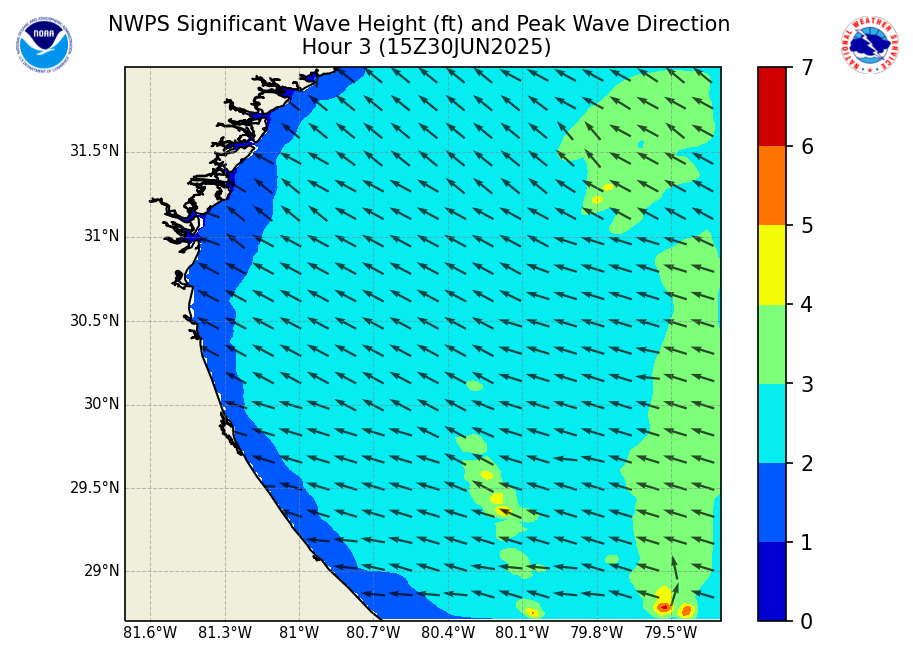 NWPS Significant Wave Height (ft) and Peak Wave Direction
Hour 3 (15Z30JUN2025)
NOAA
NATIONAL WEATHER SERVICE
31.5°N
31°N
30.5°N
30°N
29.5°N
29°N
81.6°W 81.3°W 81°W 80.7°W 80.4°W 80.1°W 79.8°W 79.5°W
7
6
5
4
3
2
1
0